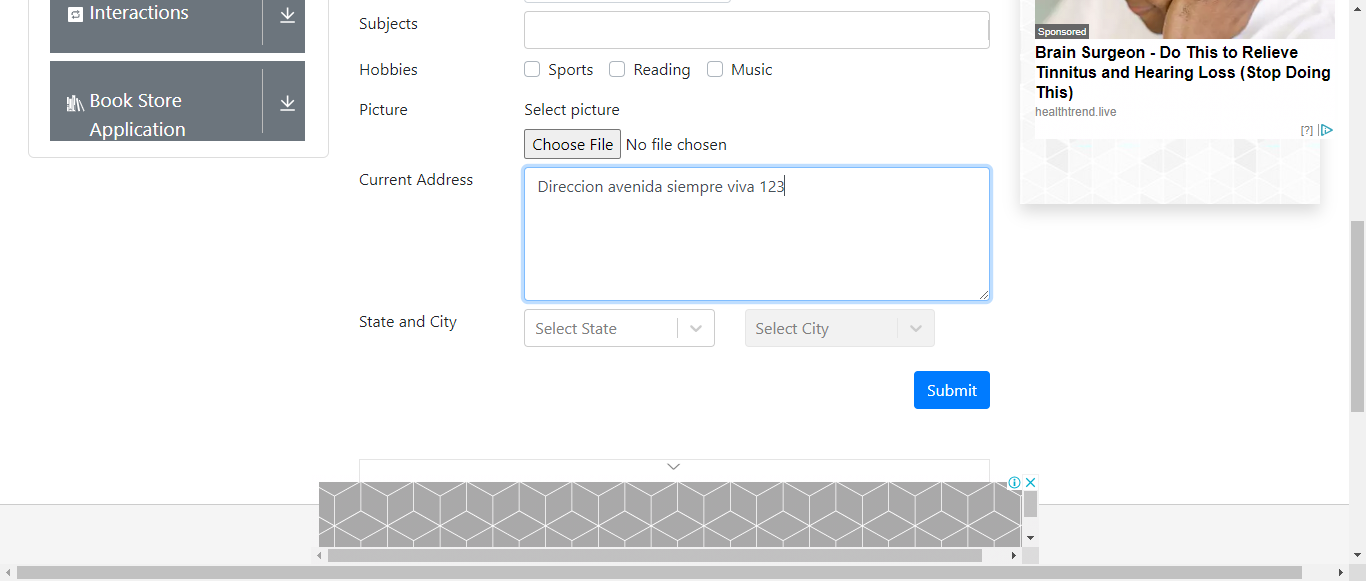 Interactions
Book Store
Application
Subjects
Hobbies
Sports
Reading
Music
Picture
Select picture
Choose File No file chosen
Current Address
Direccion avenida siempre viva 123
State and City
Select State
Select City
Submit
Sponsored
Brain Surgeon - Do This to Relieve
Tinnitus and Hearing Loss (Stop Doing
This)
healthtrend.live
[?]